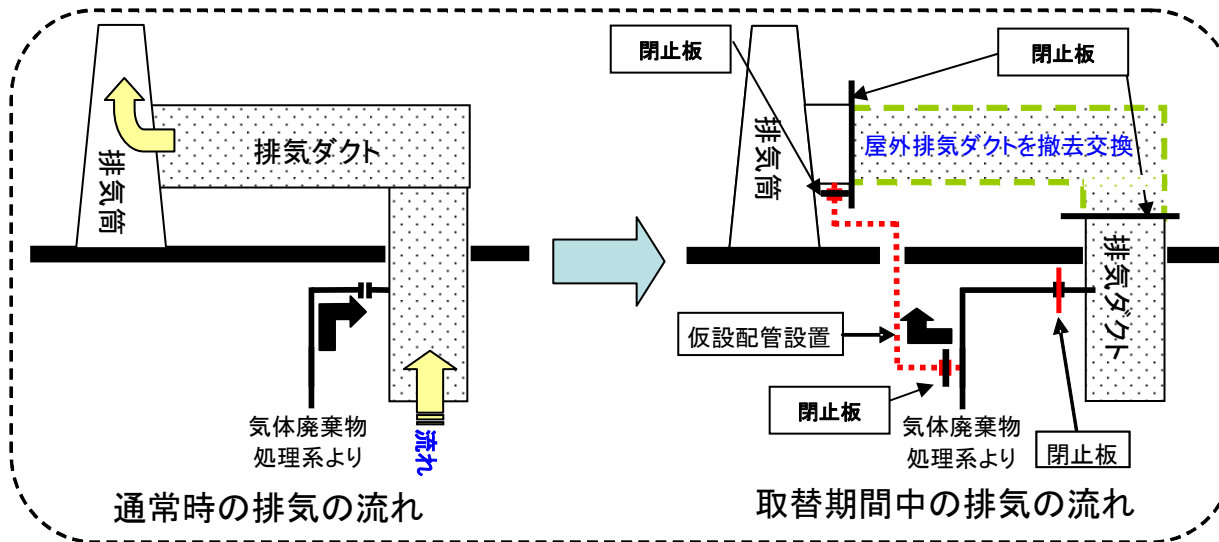 排気筒
排気ダクト
気体廃棄物
処理系より
流れ
通常時の排気の流れ
閉止板
閉止板
排気筒
屋外排気ダクトを撤去交換
排気ダクト
仮設配管設置
閉止板
気体廃棄物
処理系より
閉止板
取替期間中の排気の流れ